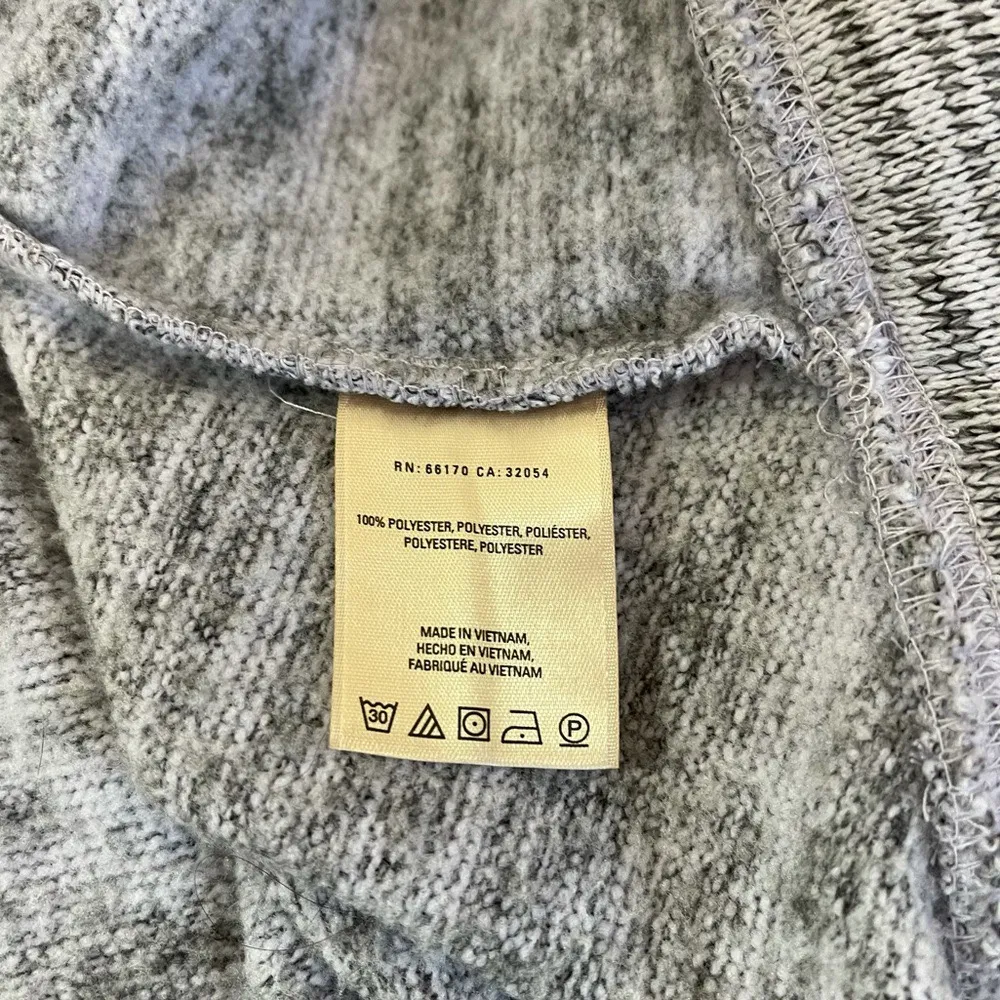 RN: 66170 CA: 32054
100% POLYESTER, POLYESTER, POLIÉSTER,
POLYESTERE, POLYESTER
MADE IN VIETNAM,
HECHO EN VIETNAM,
FABRIQUÉ AU VIETNAM
30
P